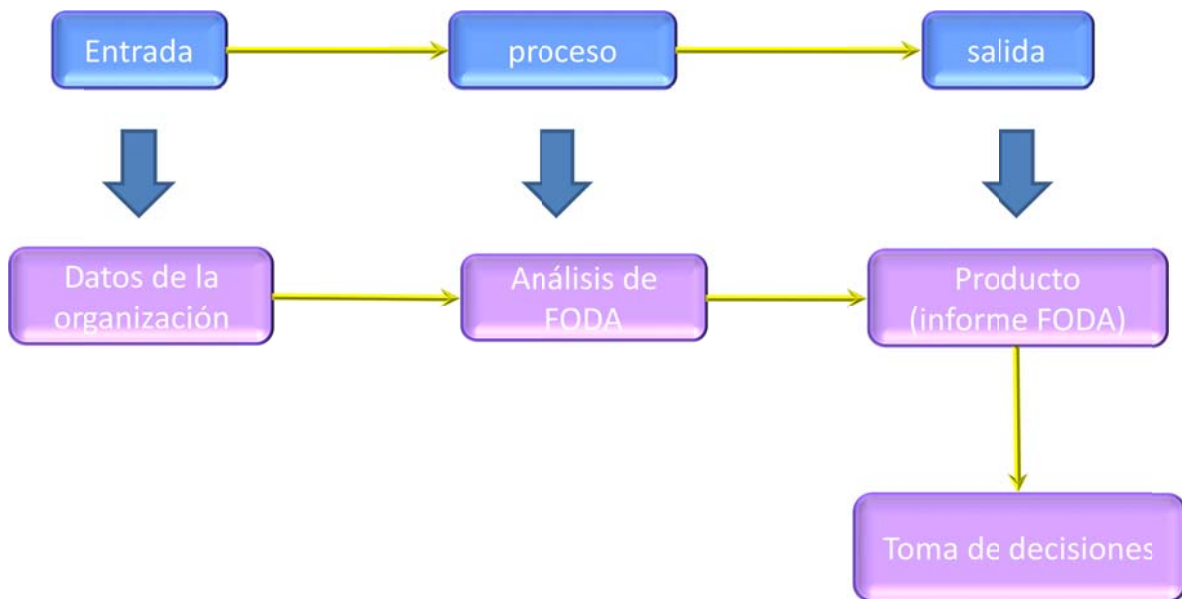 Entrada
proceso
salida
Datos de la
organización
Análisis de
FODA
Producto
(informe FODA)
Toma de decisiones